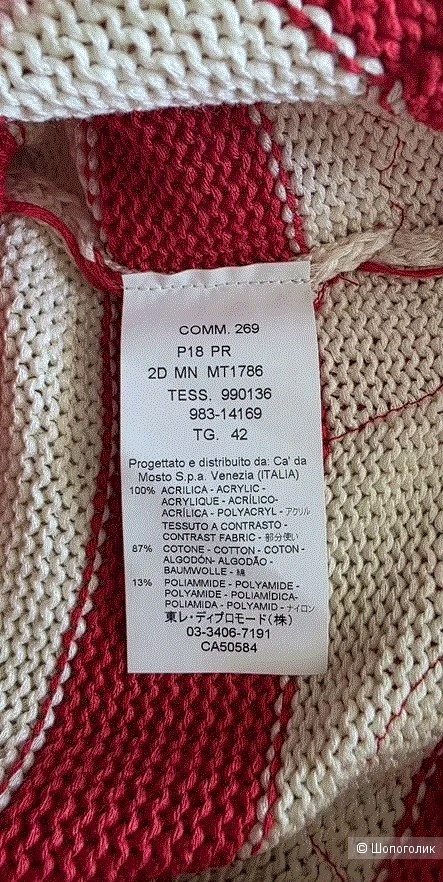 COMM. 269
P18 PR
2D MN MT1786
TESS. 990136
983-14169
TG. 42
Progettato e distribuito da: Ca' da
Mosto S.p.a. Venezia (ITALIA)
100% ACRILICA - ACRYLIC -
ACRYLIQUE - ACRÍLICO-
ACRÍLICA - POLYACRYL - アクリル
TESSUTO A CONTRASTO -
CONTRAST FABRIC - 部分使い
87% COTONE - COTTON - COTON -
ALGODÓN- ALGODÃO -
BAUMWOLLE - 綿
13% POLIAMMIDE - POLYAMIDE -
POLYAMIDE - POLIAMÍDICA-
POLIAMIDA - POLYAMID - ナイロン
東レ・ディプロモード(株)
03-3406-7191
CA50584
© Шопоголик